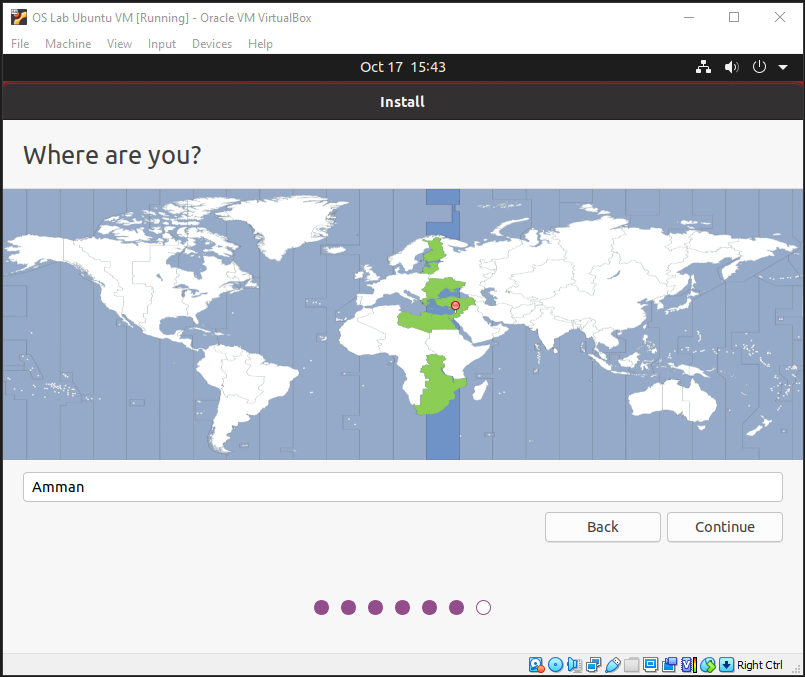 OS Lab Ubuntu VM [Running] - Oracle VM VirtualBox
File Machine View Input Devices Help
Oct 17 15:43
Install
Where are you?
Amman
Back Continue
Right Ctrl